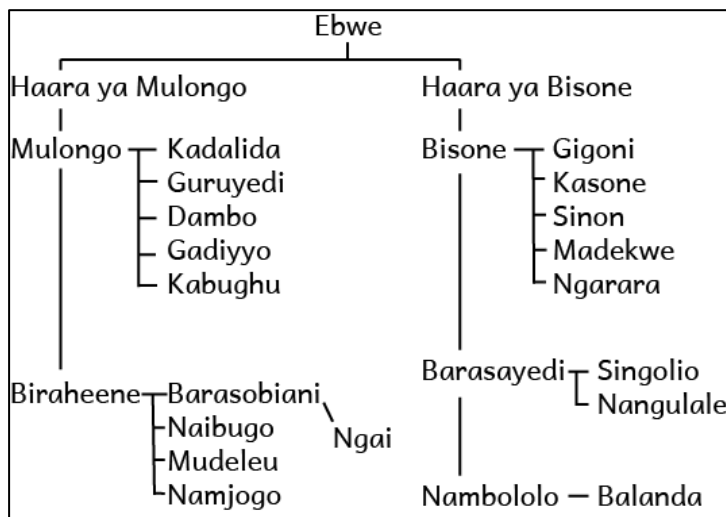 Ebwe
Haara ya Mulongo Haara ya Bisone
Mulongo Kadalida Bisone Gigoni
Guruyedi Kasone
Dambo Sinon
Gadiyyo Madekwe
Kabughu Ngarara
Barasayedi Singolio
Biraheene Barasobiani Nangulale
Naibugo Ngai
Mudeleu
Namjogo Nambololo Balanda